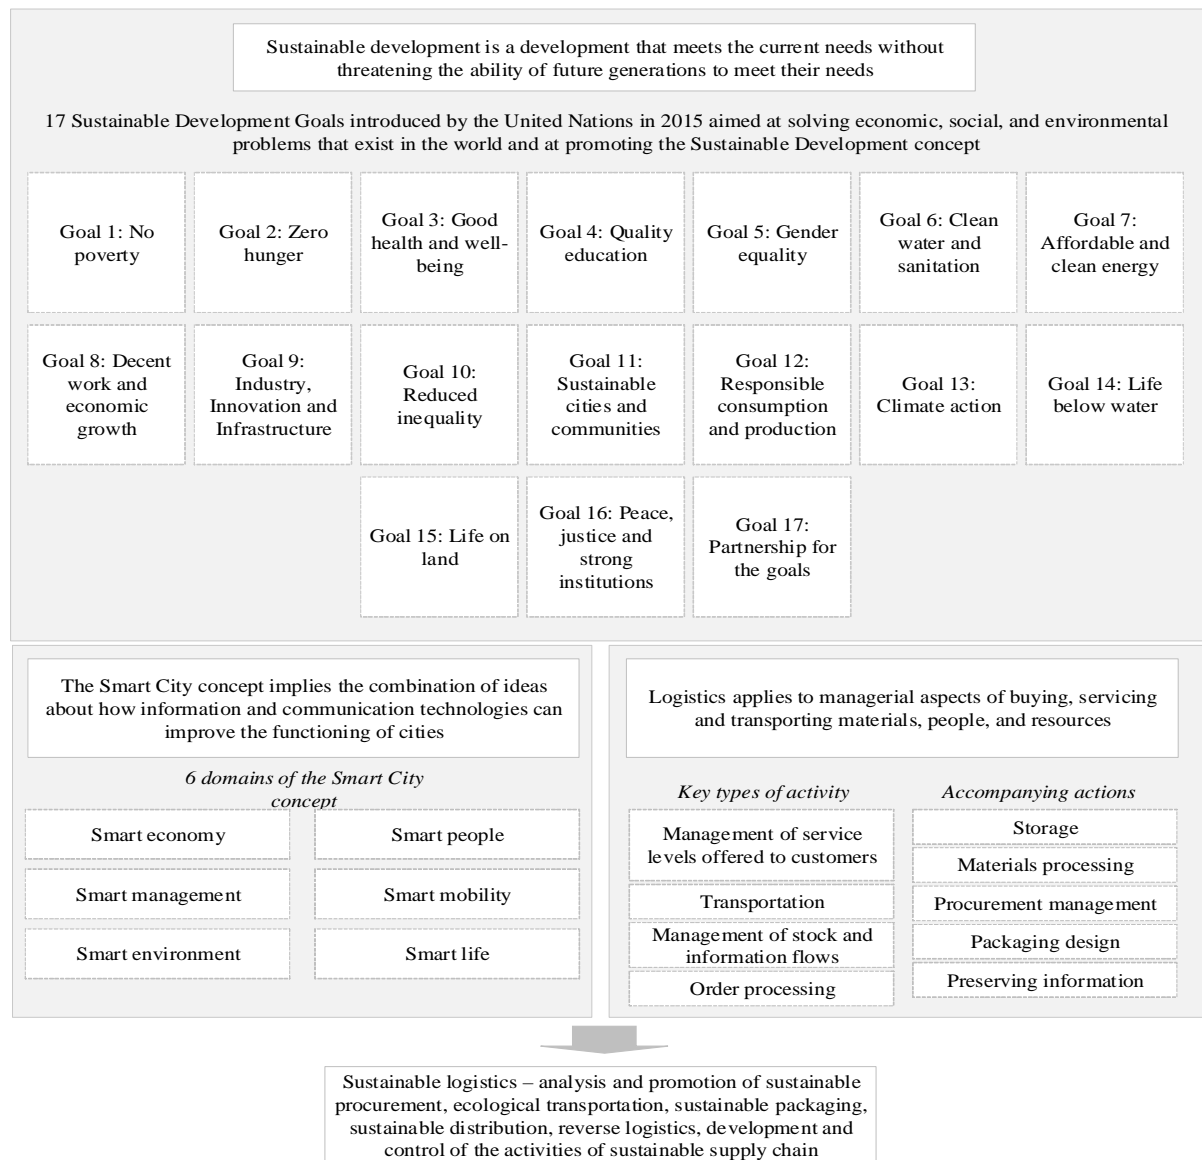 Sustainable development is a development that meets the current needs without
threatening the ability of future generations to meet their needs
17 Sustainable Development Goals introduced by the United Nations in 2015 aimed at solving economic, social, and environmental
problems that exist in the world and at promoting the Sustainable Development concept
Goal 1: No
poverty
Goal 2: Zero
hunger
Goal 3: Good
health and well-
being
Goal 4: Quality
education
Goal 5: Gender
equality
Goal 6: Clean
water and
sanitation
Goal 7:
Affordable and
clean energy
Goal 8: Decent
work and
economic
growth
Goal 9:
Industry,
Innovation and
Infrastructure
Goal 10:
Reduced
inequality
Goal 11:
Sustainable
cities and
communities
Goal 12:
Responsible
consumption
and production
Goal 13:
Climate action
Goal 14: Life
below water
Goal 15: Life on
land
Goal 16: Peace,
justice and
strong
institutions
Goal 17:
Partnership for
the goals
The Smart City concept implies the combination of ideas
about how information and communication technologies can
improve the functioning of cities
6 domains of the Smart City
concept
Smart economy
Smart people
Smart management
Smart mobility
Smart environment
Smart life
Logistics applies to managerial aspects of buying, servicing
and transporting materials, people, and resources
Key types of activity
Management of service
levels offered to customers
Transportation
Management of stock and
information flows
Order processing
Accompanying actions
Storage
Materials processing
Procurement management
Packaging design
Preserving information
Sustainable logistics – analysis and promotion of sustainable
procurement, ecological transportation, sustainable packaging,
sustainable distribution, reverse logistics, development and
control of the activities of sustainable supply chain